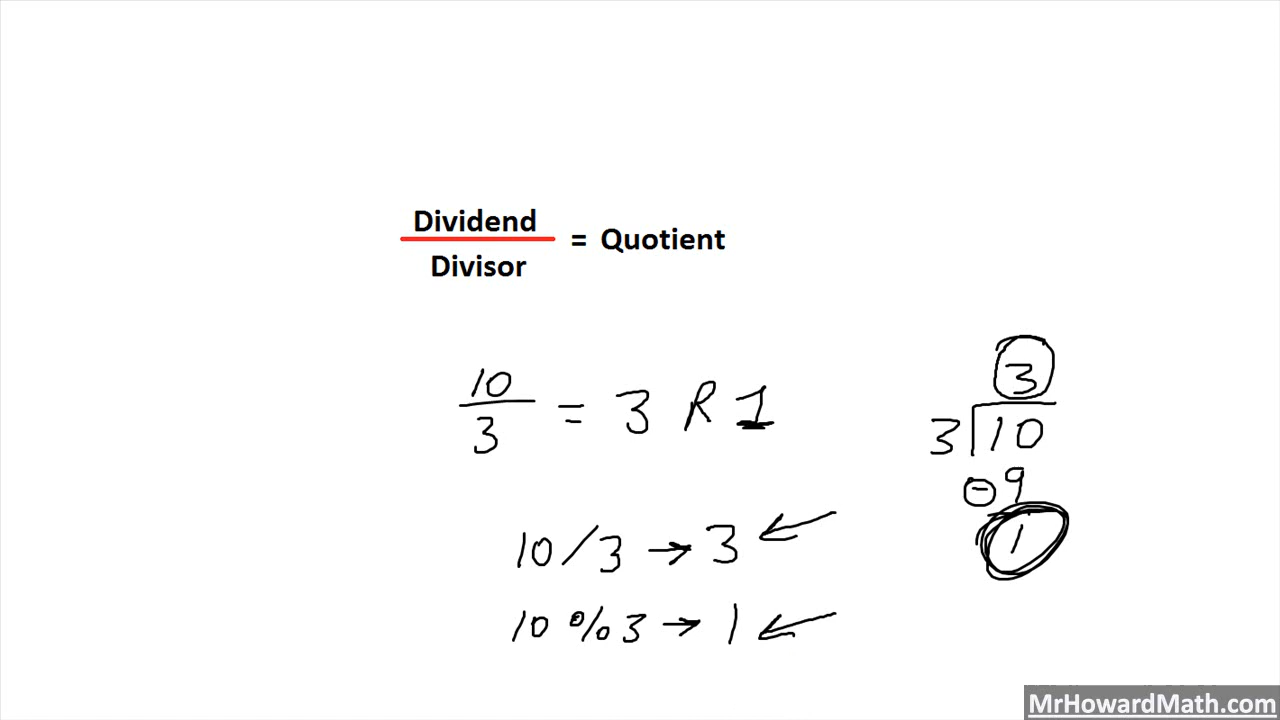 Dividend
Divisor
= Quotient
10
3
= 3 R 1
3
3 10
- 9
1
10/3 → 3 ←
10 % 3 → 1 ←
MrHowardMath.com